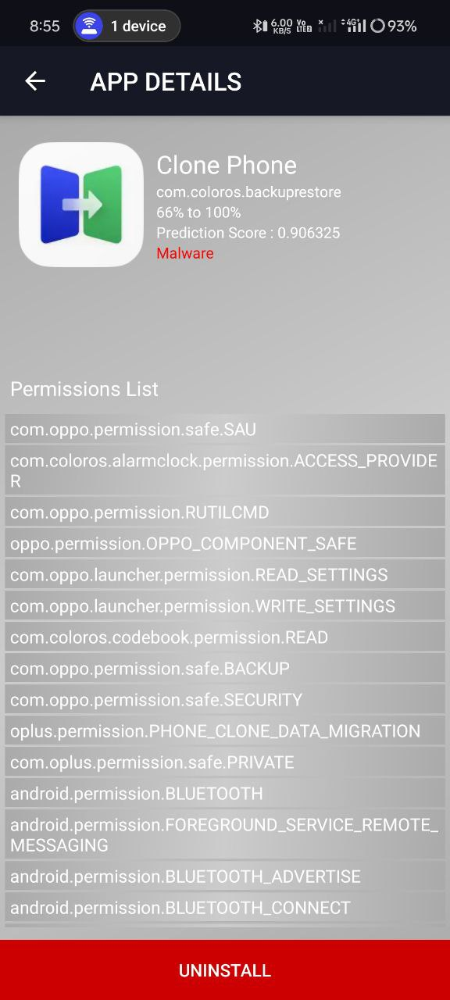 8:55 1 device 6.00 KB/S Vo LTE2 4G+ 93%
APP DETAILS
Clone Phone
com.coloros.backuprestore
66% to 100%
Prediction Score : 0.906325
Malware
Permissions List
com.oppo.permission.safe.SAU
com.coloros.alarmclock.permission.ACCESS_PROVIDE
R
com.oppo.permission.RUTILCMD
oppo.permission.OPPO_COMPONENT_SAFE
com.oppo.launcher.permission.READ_SETTINGS
com.oppo.launcher.permission.WRITE_SETTINGS
com.coloros.codebook.permission.READ
com.oppo.permission.safe.BACKUP
com.oppo.permission.safe.SECURITY
oplus.permission.PHONE_CLONE_DATA_MIGRATION
com.oplus.permission.safe.PRIVATE
android.permission.BLUETOOTH
android.permission.FOREGROUND_SERVICE_REMOTE_
MESSAGING
android.permission.BLUETOOTH_ADVERTISE
android.permission.BLUETOOTH_CONNECT
UNINSTALL